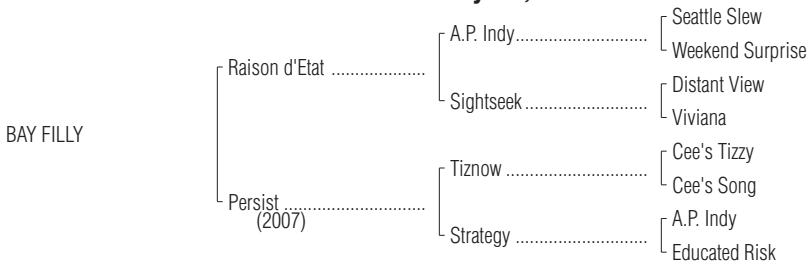 Seattle Slew
A.P. Indy............................
Weekend Surprise
Raison d'Etat ....................
Distant View
Sightseek..........................
Viviana
BAY FILLY
Cee's Tizzy
Tiznow ..............................
Cee's Song
Persist ..............................
(2007)
A.P. Indy
Strategy ............................
Educated Risk